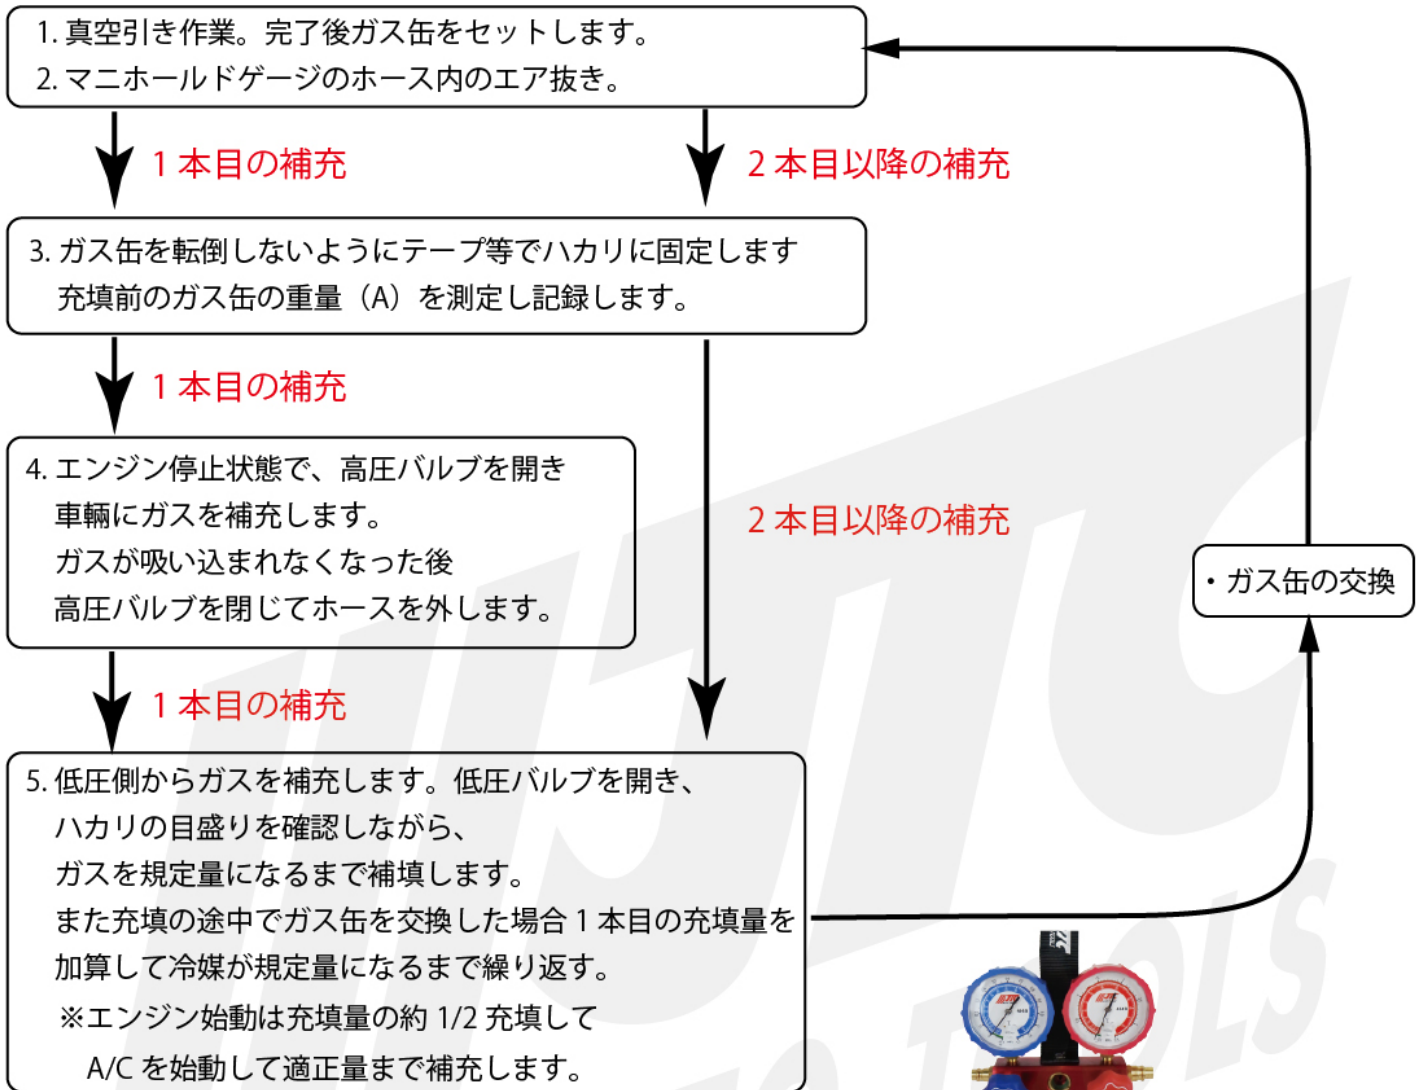 1. 真空引き作業。完了後ガス缶をセットします。
2. マニホールドゲージのホース内のエア抜き。
1 本目の補充
2 本目以降の補充
3. ガス缶を転倒しないようにテープ等でハカリに固定します
充填前のガス缶の重量（A）を測定し記録します。
1 本目の補充
4. エンジン停止状態で、高圧バルブを開き
車輌にガスを補充します。
ガスが吸い込まれなくなった後
高圧バルブを閉じてホースを外します。
2 本目以降の補充
・ガス缶の交換
1 本目の補充
5. 低圧側からガスを補充します。低圧バルブを開き、
ハカリの目盛りを確認しながら、
ガスを規定量になるまで補填します。
また充填の途中でガス缶を交換した場合 1 本目の充填量を
加算して冷媒が規定量になるまで繰り返す。
※エンジン始動は充填量の約 1/2 充填して
A/C を始動して適正量まで補充します。
JTC
TOOLS